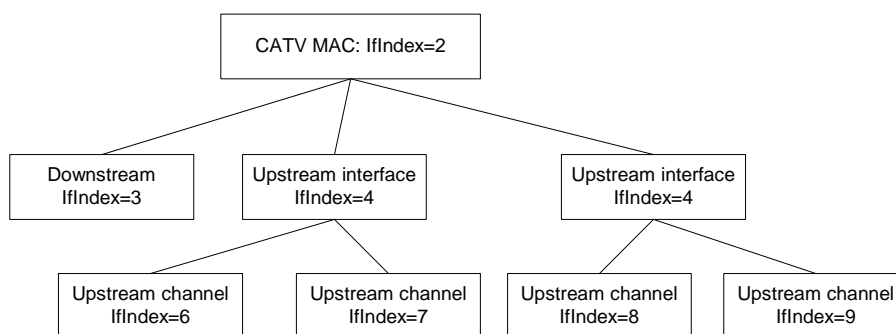 CATV MAC: IfIndex=2
Downstream
IfIndex=3
Upstream interface
IfIndex=4
Upstream interface
IfIndex=4
Upstream channel
IfIndex=6
Upstream channel
IfIndex=7
Upstream channel
IfIndex=8
Upstream channel
IfIndex=9